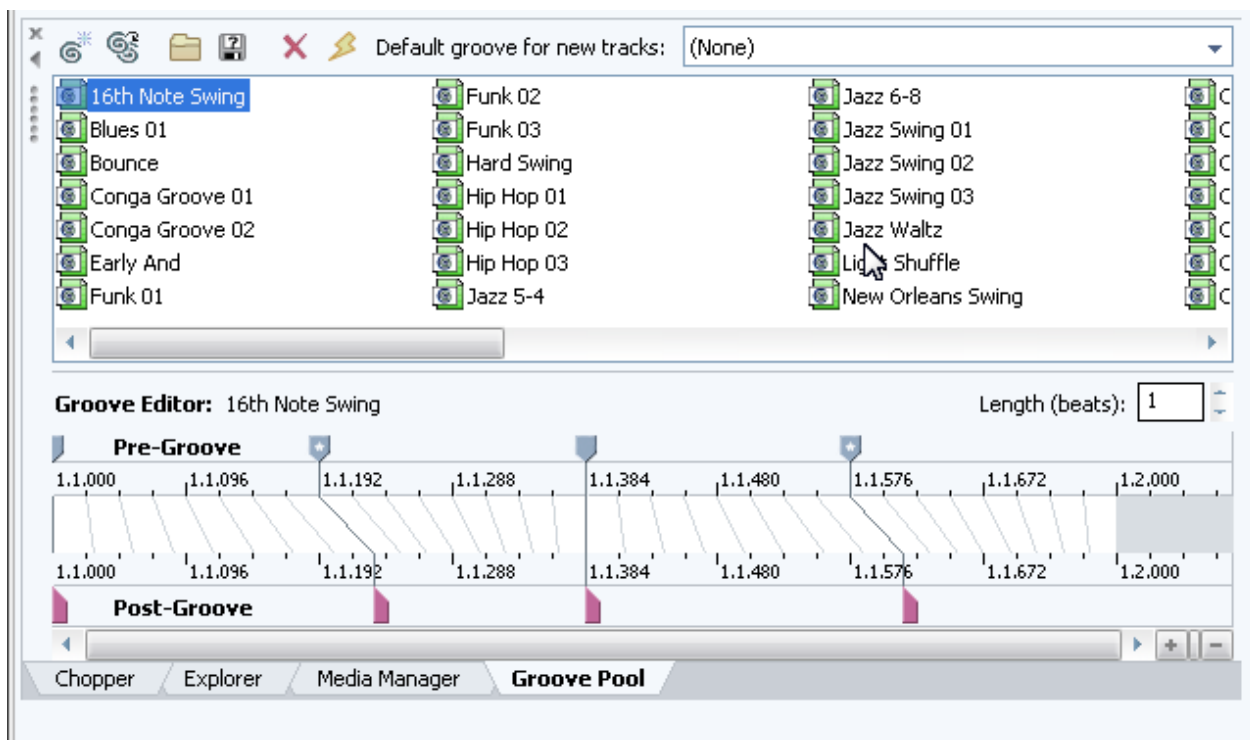 Default groove for new tracks: (None)
16th Note Swing Funk 02 Jazz 6-8 C
Blues 01 Funk 03 Jazz Swing 01 C
Bounce Hard Swing Jazz Swing 02 C
Conga Groove 01 Hip Hop 01 Jazz Swing 03 C
Conga Groove 02 Hip Hop 02 Jazz Waltz C
Early And Hip Hop 03 Shuffle C
Funk 01 Jazz 5-4 New Orleans Swing C
Groove Editor: 16th Note Swing Length (beats): 1
Pre-Groove
1.1.000 1.1.096 1.1.192 1.1.288 1.1.384 1.1.480 1.1.576 1.1.672 1.2.000
1.1.000 1.1.096 1.1.192 1.1.288 1.1.384 1.1.480 1.1.576 1.1.672 1.2.000
Post-Groove
Chopper Explorer Media Manager Groove Pool